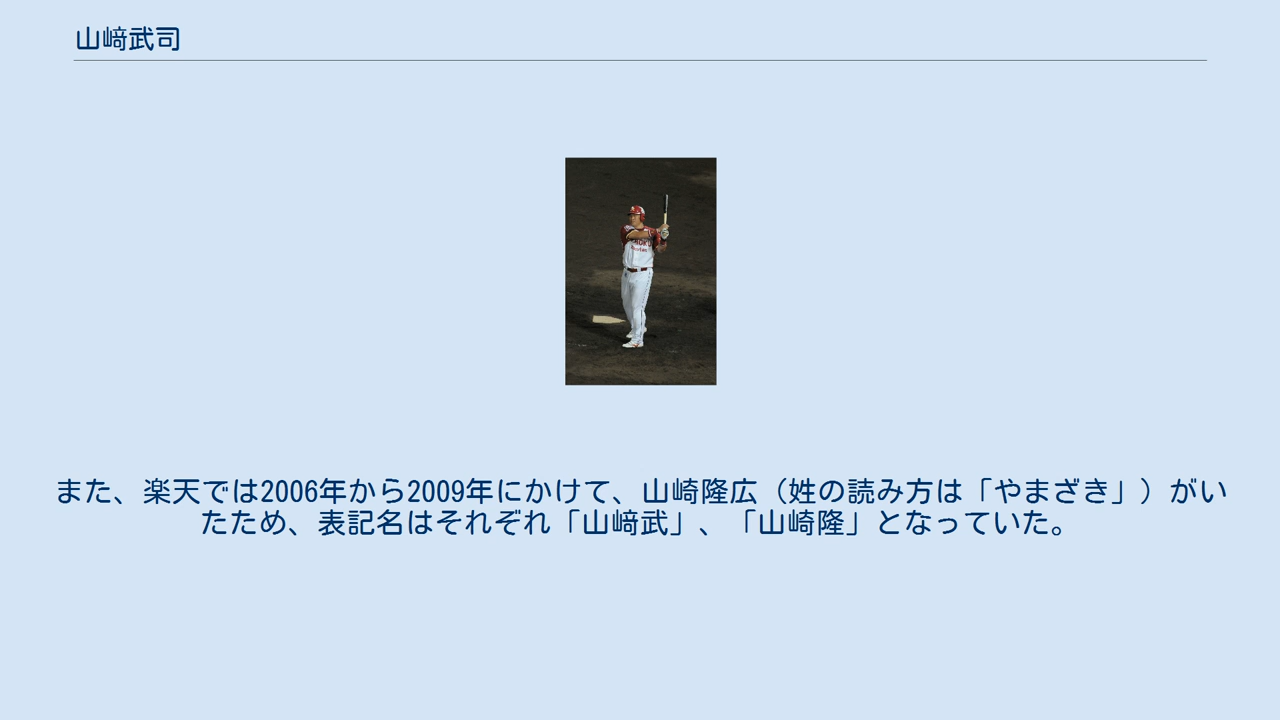 山﨑武司
また、楽天では2006年から2009年にかけて、山崎隆広（姓の読み方は「やまざき」）がい
たため、表記名はそれぞれ「山﨑武」、「山崎隆」となっていた。